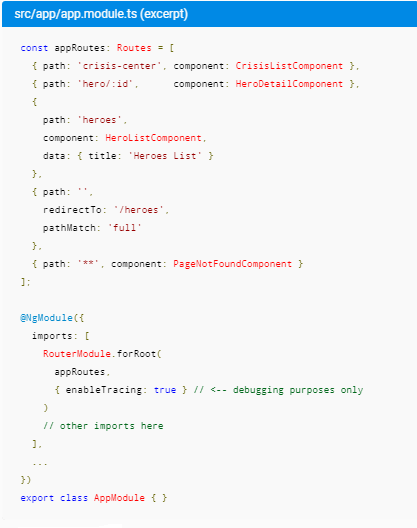 src/app/app.module.ts (excerpt)
const appRoutes: Routes = [
{ path: 'crisis-center', component: CrisisListComponent },
{ path: 'hero/:id', component: HeroDetailComponent },
{
path: 'heroes',
component: HeroListComponent,
data: { title: 'Heroes List' }
},
{ path: '',
redirectTo: '/heroes',
pathMatch: 'full'
},
{ path: '**', component: PageNotFoundComponent }
];
@NgModule({
imports: [
RouterModule.forRoot(
appRoutes,
{ enableTracing: true } // <-- debugging purposes only
)
// other imports here
],
...
})
export class AppModule { }